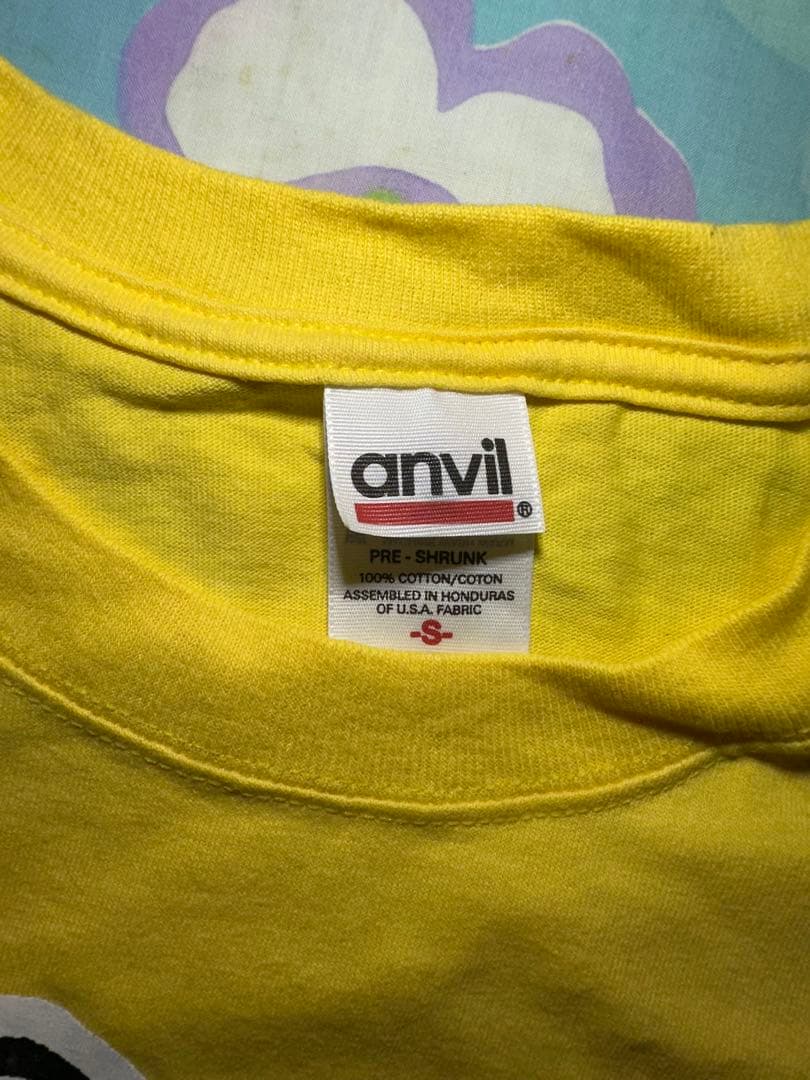 anvil®
PRE - SHRUNK
100% COTTON/COTON
ASSEMBLED IN HONDURAS
OF U.S.A. FABRIC
-S-